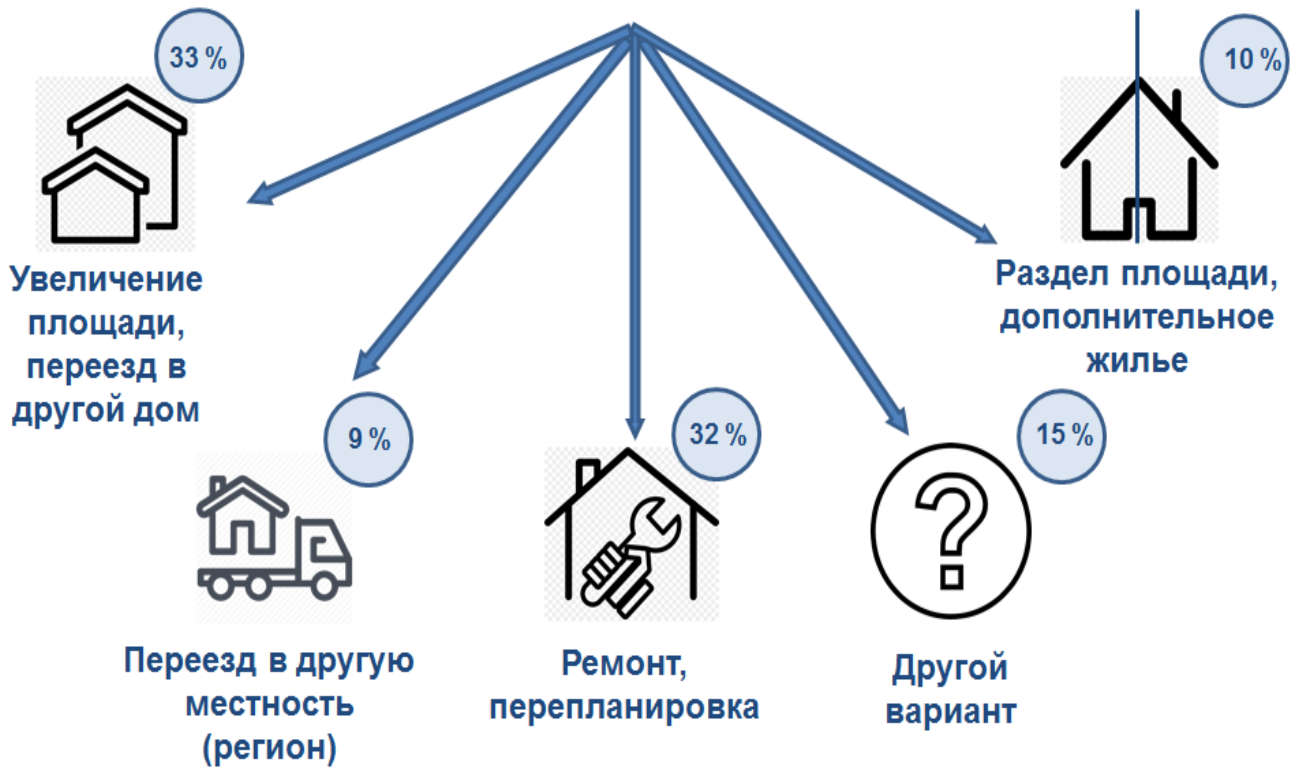 33 %
Увеличение
площади,
переезд в
другой дом
9 %
Переезд в другую
местность
(регион)
32 %
Ремонт,
перепланировка
15 %
Другой
вариант
10 %
Раздел площади,
дополнительное
жилье